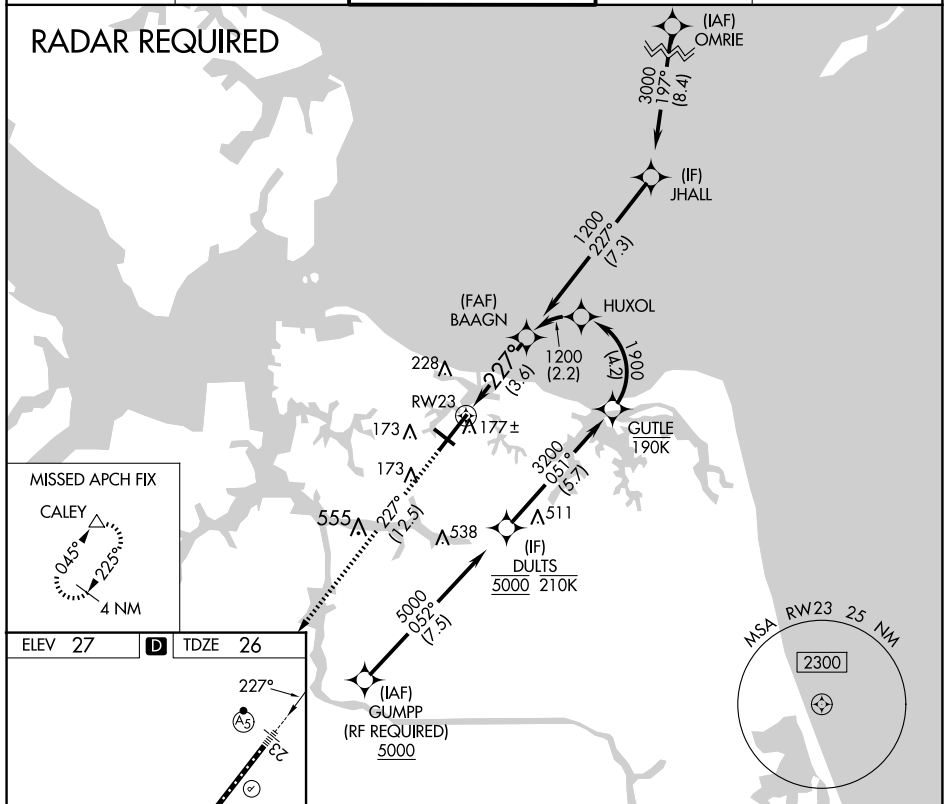 RADAR REQUIRED
(IAF)
OMRIE
3000
197°
(8.4)
(IF)
JHALL
1200
227°
(7.3)
(FAF)
BAAGN
HUXOL
1200
(2.2)
1900
(4.2)
227°
(3.6)
228
RW23
177±
173
173
GUTLE
190K
3200
051°
(5.7)
MISSED APCH FIX
CALEY
045°
225°
4 NM
555
227°
(12.5)
538
511
(IF)
DULTS
5000 210K
5000
052°
(7.5)
(IAF)
GUMPP
(RF REQUIRED)
5000
MSA RW23 25 NM
2300
ELEV 27 D TDZE 26
227°
A5
23
P